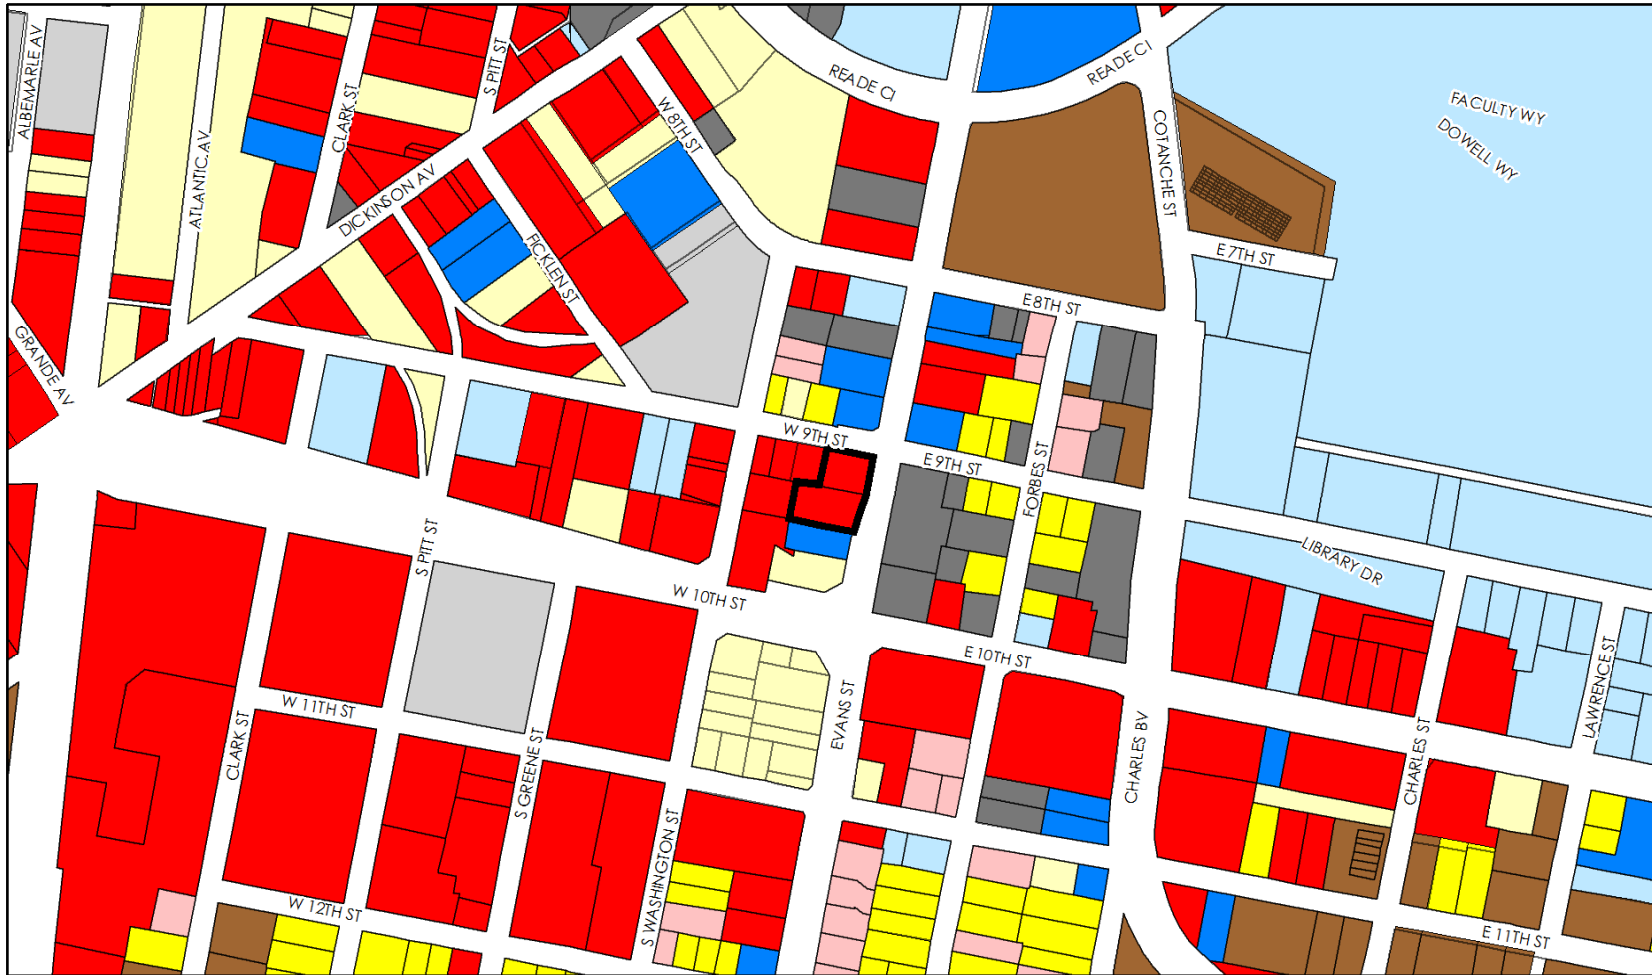 ALBEMARLE AV
S PITT ST
READE CI
READE CI
CLARK ST
W 8TH ST
FACULTY WY
DOWELL WY
COTANCHE ST
ATLANTIC AV
DICKINSON AV
FICKLEN ST
E 7TH ST
E 8TH ST
GRANDE AV
W 9TH ST
E 9TH ST
FORBES ST
S PITT ST
LIBRARY DR
W 10TH ST
E 10TH ST
LAWRENCE ST
W 11TH ST
EVANS ST
CLARK ST
S GREENE ST
CHARLES BV
CHARLES ST
S WASHINGTON ST
W 12TH ST
E 11TH ST